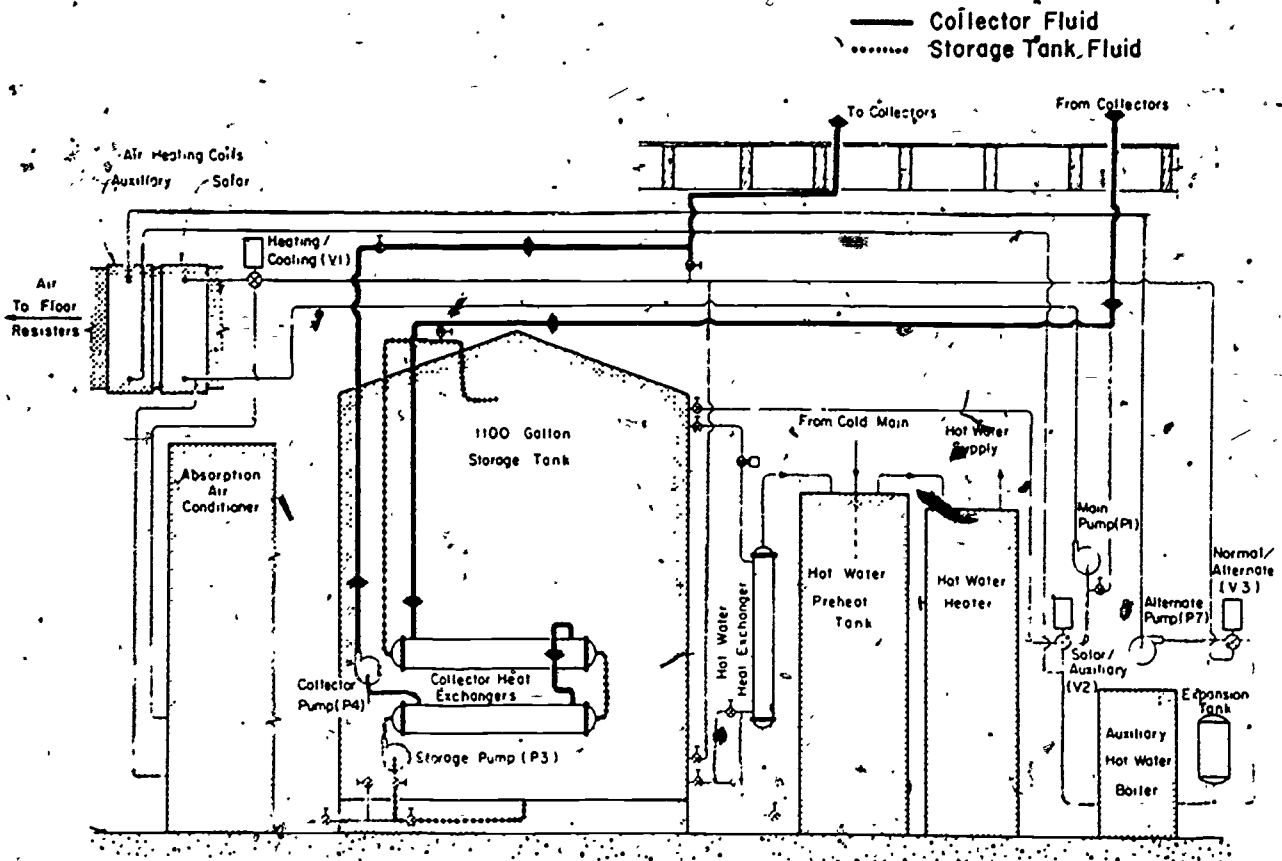 Collector Fluid
Storage Tank Fluid
To Collectors
From Collectors
Air Heating Coils
Auxiliary Solar
Heating/
Cooling (V1)
Air
To Floor
Resisters
1100 Gallon
Storage Tank
From Cold Main
Hot Water
Supply
Absorption
Air
Conditioner
Main
Pump(P1)
Normal/
Alternate
(V3)
Hot Water
Preheat
Tank
Hot Water
Heater
Alternate
Pump(P7)
Hot Water
Heat Exchanger
Solar/
Auxiliary
(V2)
Collector
Pump(P4)
Collector Heat
Exchangers
Expansion
Tank
Storage Pump (P3)
Auxiliary
Hot Water
Boiler